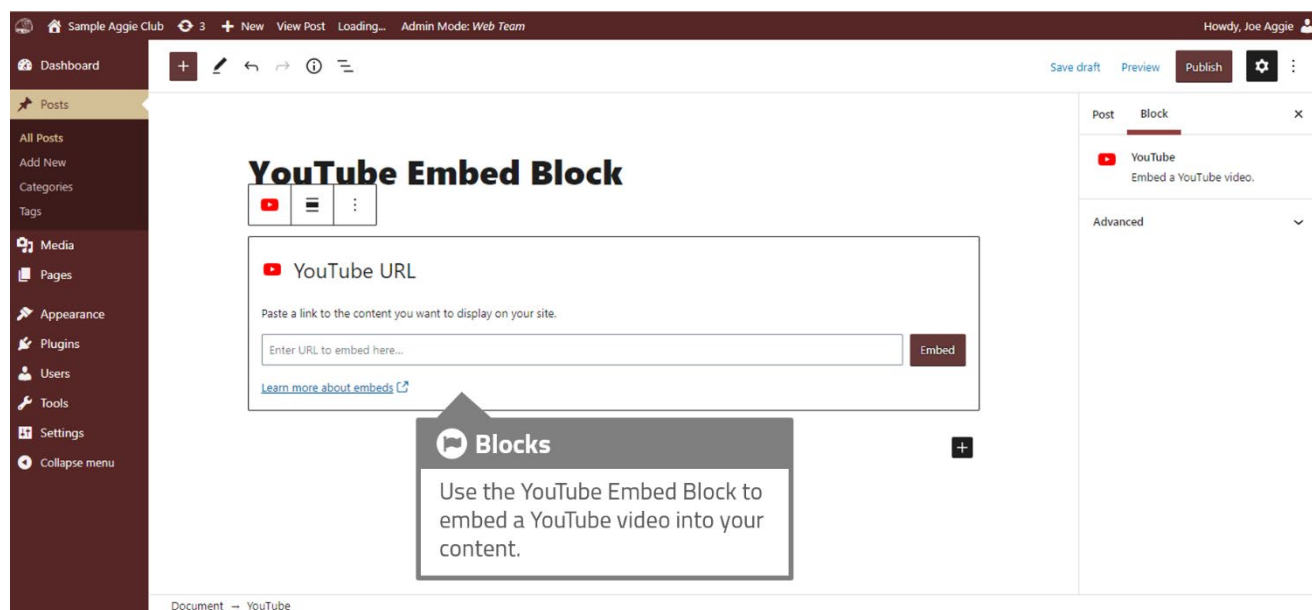 Sample Aggie Club 3 New View Post Loading... Admin Mode: Web Team Howdy, Joe Aggie
Dashboard
Posts
All Posts
Add New
Categories
Tags
Media
Pages
Appearance
Plugins
Users
Tools
Settings
Collapse menu
Save draft Preview Publish
YouTube Embed Block
YouTube URL
Paste a link to the content you want to display on your site.
Enter URL to embed here... Embed
Learn more about embeds
Blocks
Use the YouTube Embed Block to
embed a YouTube video into your
content.
Post Block
YouTube
Embed a YouTube video.
Advanced
Document → YouTube